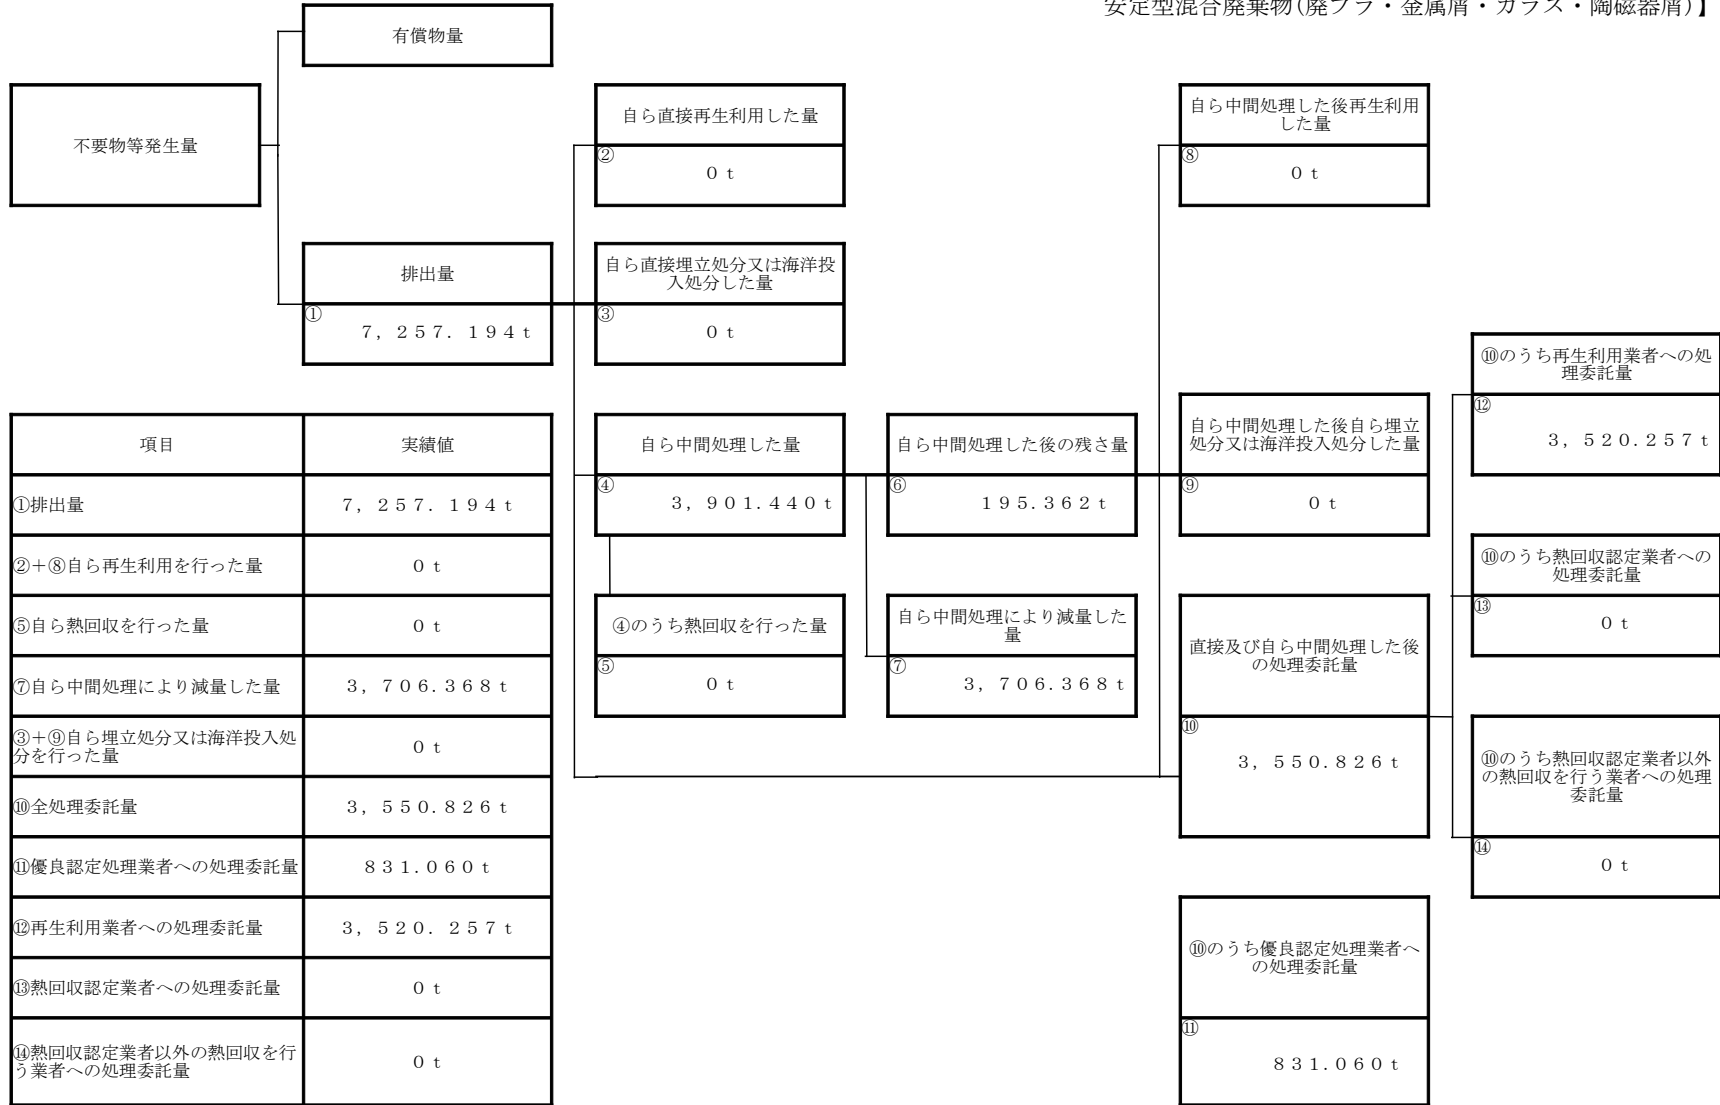 安定型混合廃棄物(廃プラ・金属屑・ガラス・陶磁器屑)】
有償物量
不要物等発生量
自ら直接再生利用した量
②
０ｔ
自ら中間処理した後再生利用
した量
⑧
０ｔ
排出量
①
７，２５７．１９４ｔ
自ら直接埋立処分又は海洋投
入処分した量
③
０ｔ
⑩のうち再生利用業者への処
理委託量
⑫
３，５２０.２５７ｔ
自ら中間処理した量
④
３，９０１.４４０ｔ
自ら中間処理した後の残さ量
⑥
１９５.３６２ｔ
自ら中間処理した後自ら埋立
処分又は海洋投入処分した量
⑨
０ｔ
⑩のうち熱回収認定業者への
処理委託量
⑬
０ｔ
④のうち熱回収を行った量
⑤
０ｔ
自ら中間処理により減量した
量
⑦
３，７０６.３６８ｔ
直接及び自ら中間処理した後
の処理委託量
⑩
３，５５０.８２６ｔ
⑩のうち熱回収認定業者以外
の熱回収を行う業者への処理
委託量
⑭
０ｔ
⑩のうち優良認定処理業者へ
の処理委託量
⑪
８３１.０６０ｔ
項目 実績値
①排出量 ７，２５７．１９４ｔ
②＋⑧自ら再生利用を行った量 ０ｔ
⑤自ら熱回収を行った量 ０ｔ
⑦自ら中間処理により減量した量 ３，７０６.３６８ｔ
③＋⑨自ら埋立処分又は海洋投入処
分を行った量 ０ｔ
⑩全処理委託量 ３，５５０.８２６ｔ
⑪優良認定処理業者への処理委託量 ８３１.０６０ｔ
⑫再生利用業者への処理委託量 ３，５２０．２５７ｔ
⑬熱回収認定業者への処理委託量 ０ｔ
⑭熱回収認定業者以外の熱回収を行
う業者への処理委託量 ０ｔ